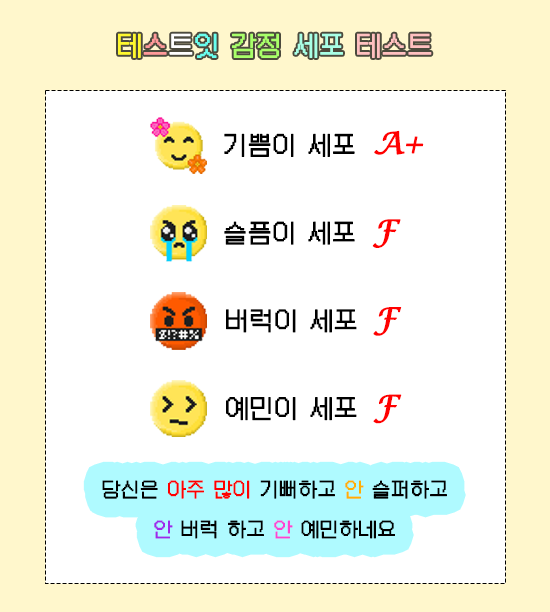 테스트잇 감정 세포 테스트
기쁨이 세포 A+
슬픔이 세포 F
$!?#%
버럭이 세포 F
예민이 세포 F
당신은 아주 많이 기뻐하고 안 슬퍼하고
안 버럭 하고 안 예민하네요